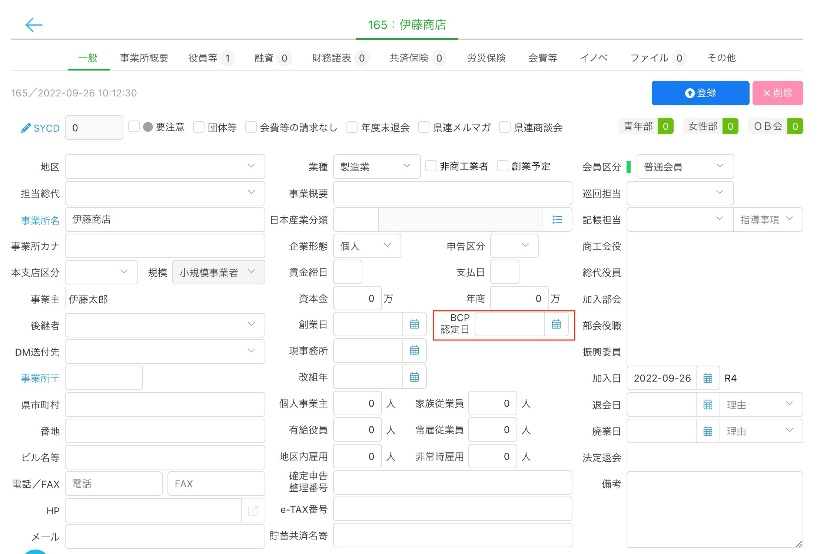 165：伊藤商店
一般 事業所概要 役員等 1 融資 0 財務諸表 0 共済保険 0 労災保険 会費等 イノベ ファイル 0 その他
165／2022-09-26 10:12:30 登録 × 削除
SYCD 0 要注意 団体等 会費等の請求なし 年度末退会 県連メルマガ 県連商談会 青年部 0 女性部 0 ＯＢ会 0
地区 業種 製造業 非商工業者 創業予定 会員区分 普通会員
担当総代 事業概要 巡回担当
事業所名 伊藤商店 日本産業分類 記帳担当 指導事項
事業所カナ 企業形態 個人 申告区分 商工会役
本支店区分 規模 小規模事業者 賃金締日 支払日 総代役員
事業主 伊藤太郎 資本金 0 万 年商 0 万 加入部会
後継者 創業日 BCP 認定日 部会役職
DM送付先 現事務所 振興委員
事業所〒 改組年 加入日 2022-09-26 R4
県市町村 個人事業主 0 人 家族従業員 0 人 退会日 理由
番地 有給役員 0 人 常雇従業員 0 人 廃業日 理由
ビル名等 地区内雇用 0 人 非常時雇用 0 人 法定退会
電話／FAX 電話 FAX 確定申告 整理番号 備考
HP e-TAX番号
メール 貯蓄共済名寄